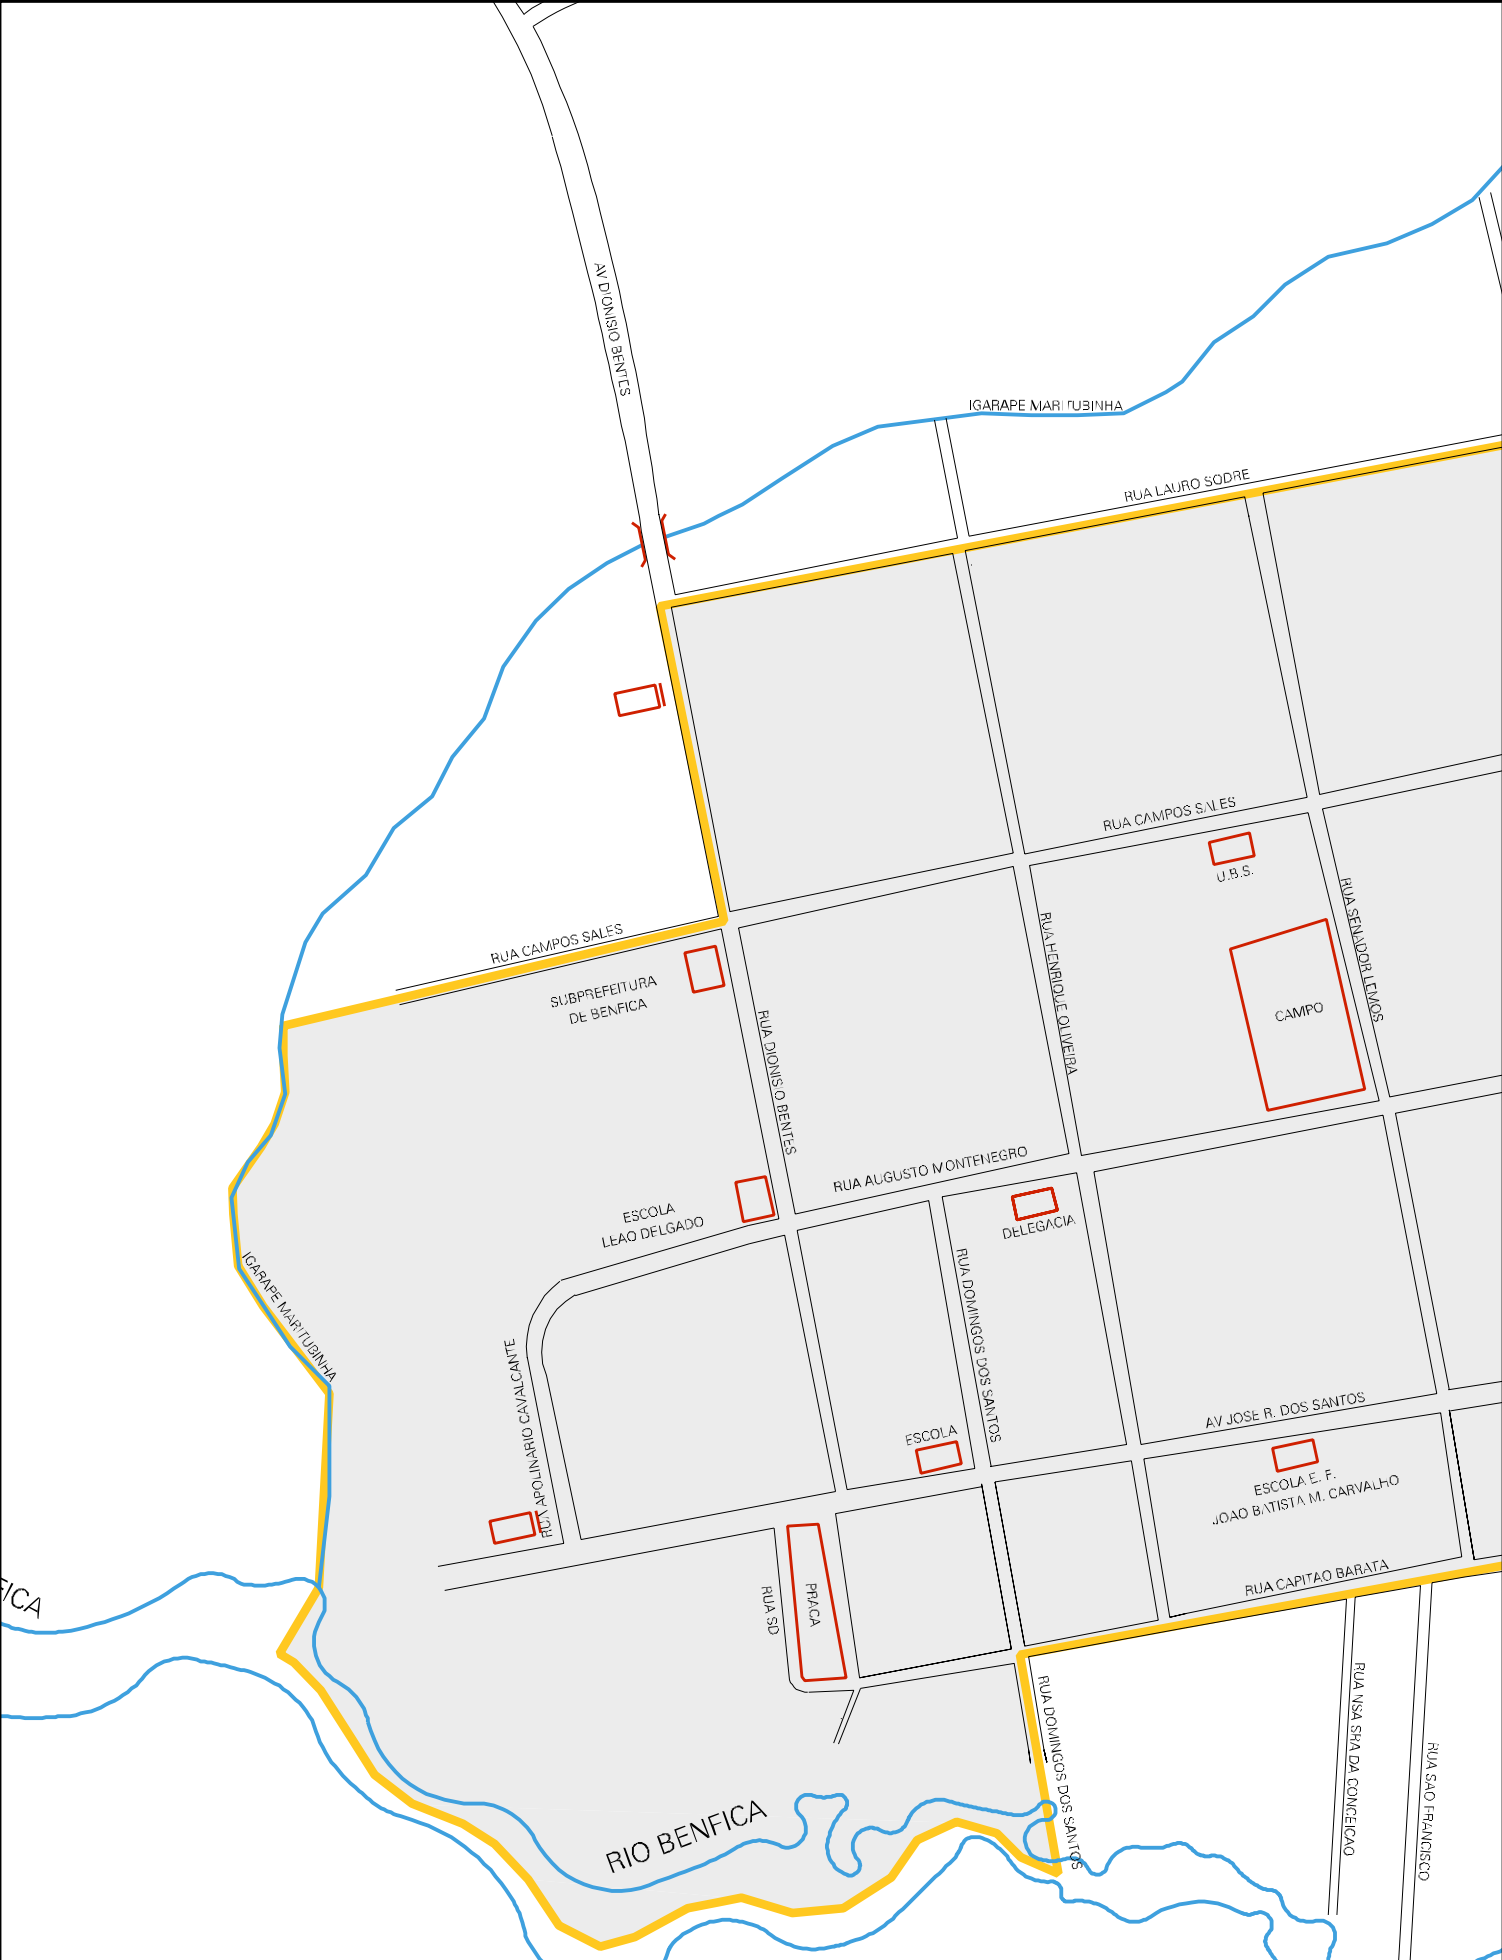 AV DIONISIO BENTES
IGARAPE MARITUBINHA
RUA LAURO SODRE
RUA CAMPOS SALES
U.B.S.
RUA SENADOR LEMOS
RUA HENRIQUE OLIVEIRA
RUA CAMPOS SALES
SUBPREFEITURA
DE BENFICA
CAMPO
RUA DIONISIO BENTES
RUA AUGUSTO MONTENEGRO
ESCOLA
LEAO DELGADO
DELEGACIA
IGARAPE MARITUBINHA
RUA DOMINGOS DOS SANTOS
RUA APOLINARIO CAVALCANTE
AV JOSE R. DOS SANTOS
ESCOLA
ESCOLA E. F.
JOAO BATISTA M. CARVALHO
RUA CAPITAO BARATA
FICA
RUA SD
PRACA
RUA DOMINGOS DOS SANTOS
RUA NSA SRA DA CONCEICAO
RUA SAO FRANCISCO
RIO BENFICA